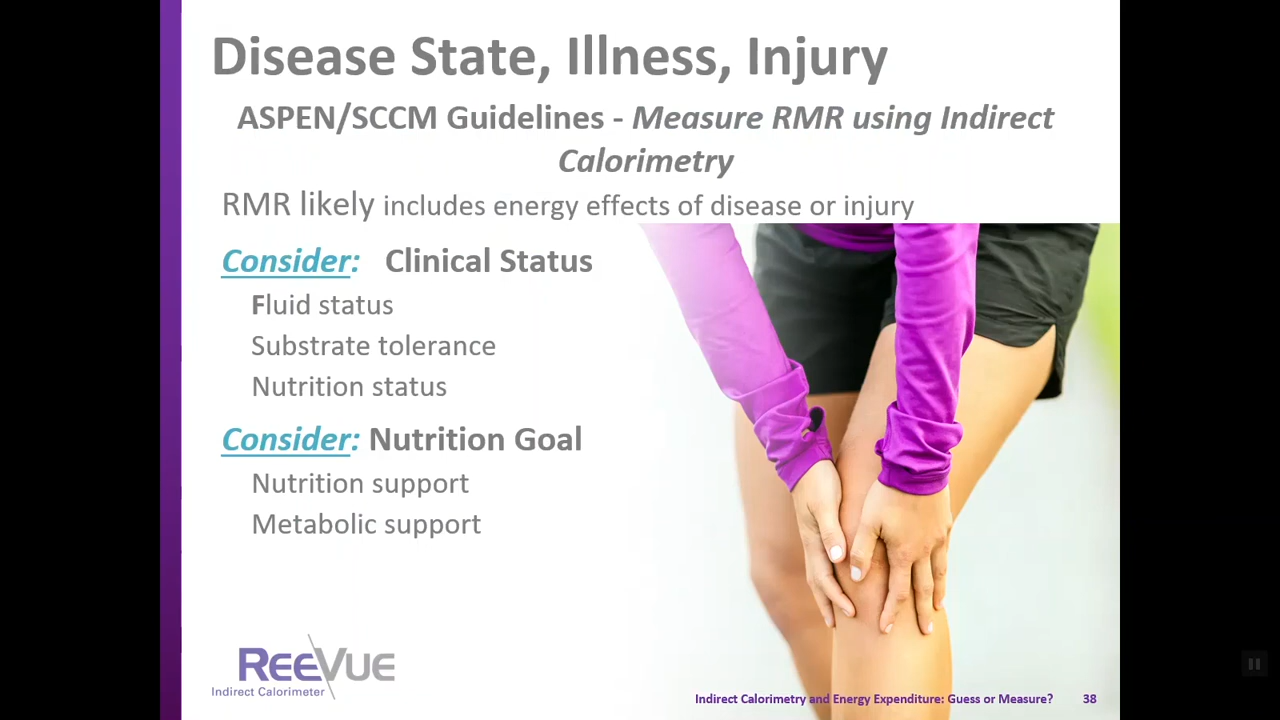 Disease State, Illness, Injury
ASPEN/SCCM Guidelines - Measure RMR using Indirect
Calorimetry
RMR likely includes energy effects of disease or injury
Consider: Clinical Status
Fluid status
Substrate tolerance
Nutrition status
Consider: Nutrition Goal
Nutrition support
Metabolic support
REEVUE
Indirect Calorimeter
Indirect Calorimetry and Energy Expenditure: Guess or Measure? 38